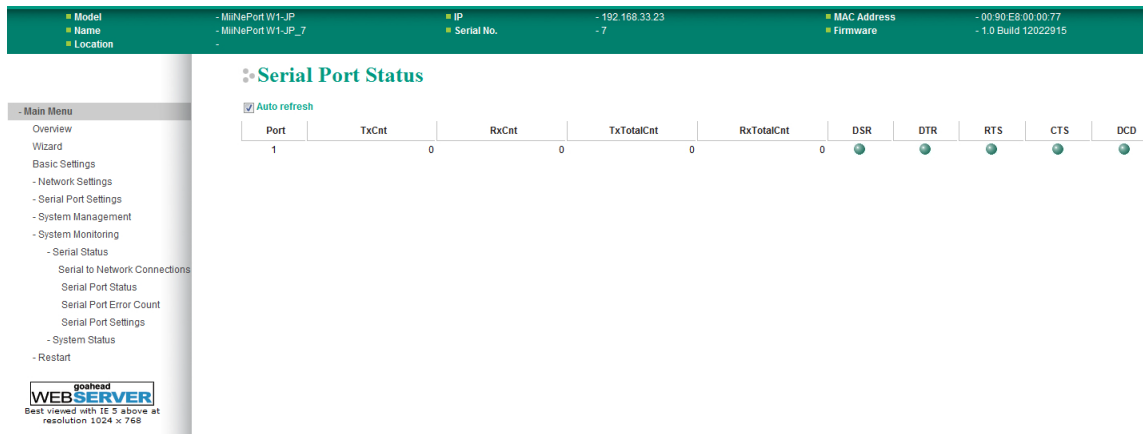 Model - MiiNePort W1-JP IP - 192.168.33.23 MAC Address - 00:90:E8:00:00:77
Name - MiiNePort W1-JP_7 Serial No. - 7 Firmware - 1.0 Build 12022915
Location -
Serial Port Status
Auto refresh
Port TxCnt RxCnt TxTotalCnt RxTotalCnt DSR DTR RTS CTS DCD
1 0 0 0 0
- Main Menu
Overview
Wizard
Basic Settings
- Network Settings
- Serial Port Settings
- System Management
- System Monitoring
- Serial Status
Serial to Network Connections
Serial Port Status
Serial Port Error Count
Serial Port Settings
- System Status
- Restart
goahead
WEBSERVER
Best viewed with IE 5 above at
resolution 1024 x 768